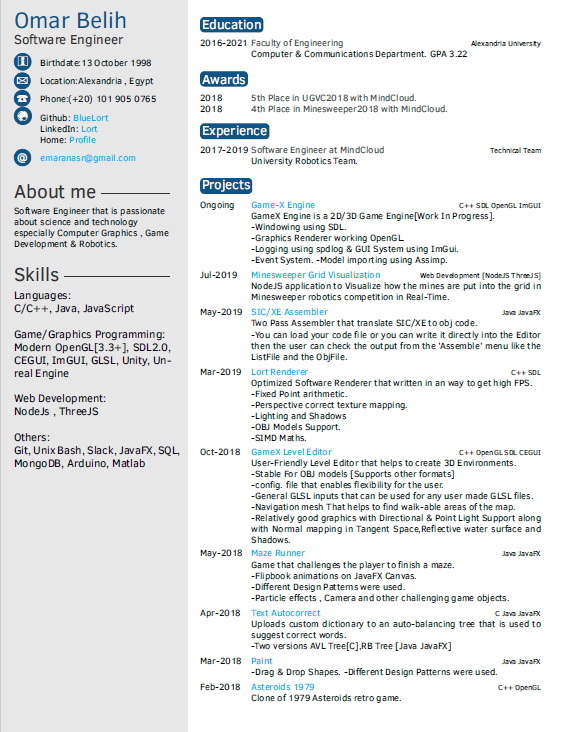 Omar Belih
Software Engineer
Birthdate:13 October 1998
Location:Alexandria , Egypt
Phone:(+20) 101 905 0765
Github: BlueLort
LinkedIn: Lort
Home: Profile
emaranasr@gmail.com
About me
Software Engineer that is passionate
about science and technology
especially Computer Graphics , Game
Development & Robotics.
Skills
Languages:
C/C++, Java, JavaScript
Game/Graphics Programming:
Modern OpenGL[3.3+], SDL2.0,
CEGUI, ImGUI, GLSL, Unity, Un-
real Engine
Web Development:
NodeJs , ThreeJS
Others:
Git, Unix Bash, Slack, JavaFX, SQL,
MongoDB, Arduino, Matlab
Education
2016-2021 Faculty of Engineering Alexandria University
Computer & Communications Department. GPA 3.22
Awards
2018 5th Place in UGVC2018 with MindCloud.
2018 4th Place in Minesweeper2018 with MindCloud.
Experience
2017-2019 Software Engineer at MindCloud Technical Team
University Robotics Team.
Projects
Ongoing Game-X Engine C++ SDL OpenGL ImGUI
GameX Engine is a 2D/3D Game Engine[Work In Progress].
-Windowing using SDL.
-Graphics Renderer working OpenGL.
-Logging using spdlog & GUI System using ImGui.
-Event System. -Model importing using Assimp.
Jul-2019 Minesweeper Grid Visualization Web Development [NodeJS ThreeJS]
NodeJS application to Visualize how the mines are put into the grid in
Minesweeper robotics competition in Real-Time.
May-2019 SIC/XE Assembler Java JavaFX
Two Pass Assembler that translate SIC/XE to obj code.
-You can load your code file or you can write it directly into the Editor
then the user can check the output from the 'Assemble' menu like the
ListFile and the ObjFile.
Mar-2019 Lort Renderer C++ SDL
Optimized Software Renderer that written in an way to get high FPS.
-Fixed Point arithmetic.
-Perspective correct texture mapping.
-Lighting and Shadows
-OBJ Models Support.
-SIMD Maths.
Oct-2018 GameX Level Editor C++ OpenGL SDL CEGUI
User-Friendly Level Editor that helps to create 3D Environments.
-Stable For OBJ models [Supports other formats]
-config. file that enables flexibility for the user.
-General GLSL inputs that can be used for any user made GLSL files.
-Navigation mesh That helps to find walk-able areas of the map.
-Relatively good graphics with Directional & Point Light Support along
with Normal mapping in Tangent Space,Reflective water surface and
Shadows.
May-2018 Maze Runner Java JavaFX
Game that challenges the player to finish a maze.
-Flipbook animations on JavaFX Canvas.
-Different Design Patterns were used.
-Particle effects , Camera and other challenging game objects.
Apr-2018 Text Autocorrect C Java JavaFX
Uploads custom dictionary to an auto-balancing tree that is used to
suggest correct words.
-Two versions AVL Tree[C],RB Tree [Java JavaFX]
Mar-2018 Paint Java JavaFX
-Drag & Drop Shapes. -Different Design Patterns were used.
Feb-2018 Asteroids 1979 C++ OpenGL
Clone of 1979 Asteroids retro game.